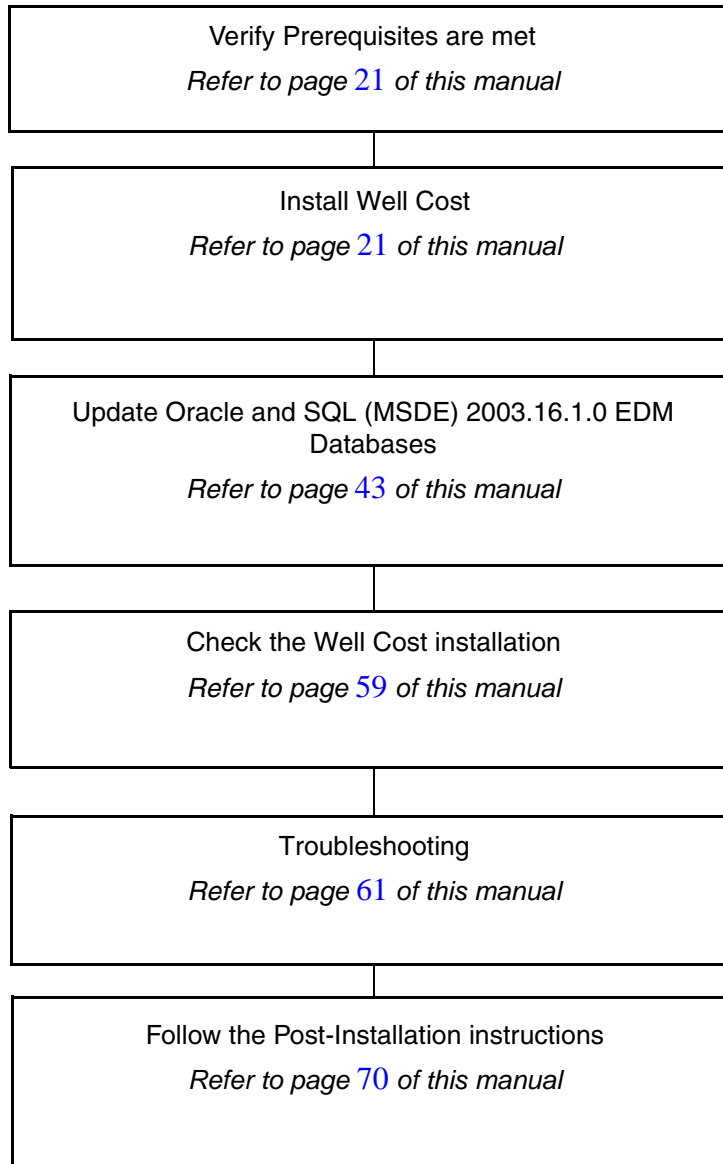 Verify Prerequisites are met
Refer to page 21 of this manual
Install Well Cost
Refer to page 21 of this manual
Update Oracle and SQL (MSDE) 2003.16.1.0 EDM
Databases
Refer to page 43 of this manual
Check the Well Cost installation
Refer to page 59 of this manual
Troubleshooting
Refer to page 61 of this manual
Follow the Post-Installation instructions
Refer to page 70 of this manual